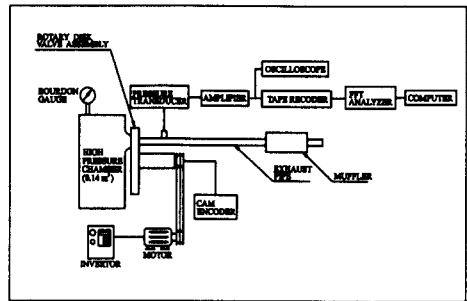 ROTARY DISK
VALVE ASSEMBLY
BOURDON
GAUGE
PRESSURE
TRANSDUCER
AMPLIFIER
OSCILLOSCOPE
TAPE RECODER
FFT
ANALYZER
COMPUTER
HIGH
PRESSURE
CHAMBER
(0.14 m³)
EXHAUST
PIPE
MUFFLER
CAM
ENCODER
MOTOR
INVERTOR